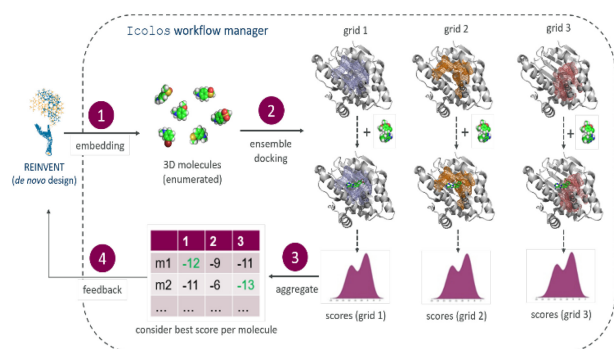 Icolos workflow manager
grid 1
grid 2
grid 3
1
embedding
REINVENT
(de novo design)
3D molecules
(enumerated)
2
ensemble
docking
+
+
+
scores (grid 1)
scores (grid 2)
scores (grid 3)
3
aggregate
1 2 3
m1 -12 -9 -11
m2 -11 -6 -13
... ... ... ...
consider best score per molecule
4
feedback